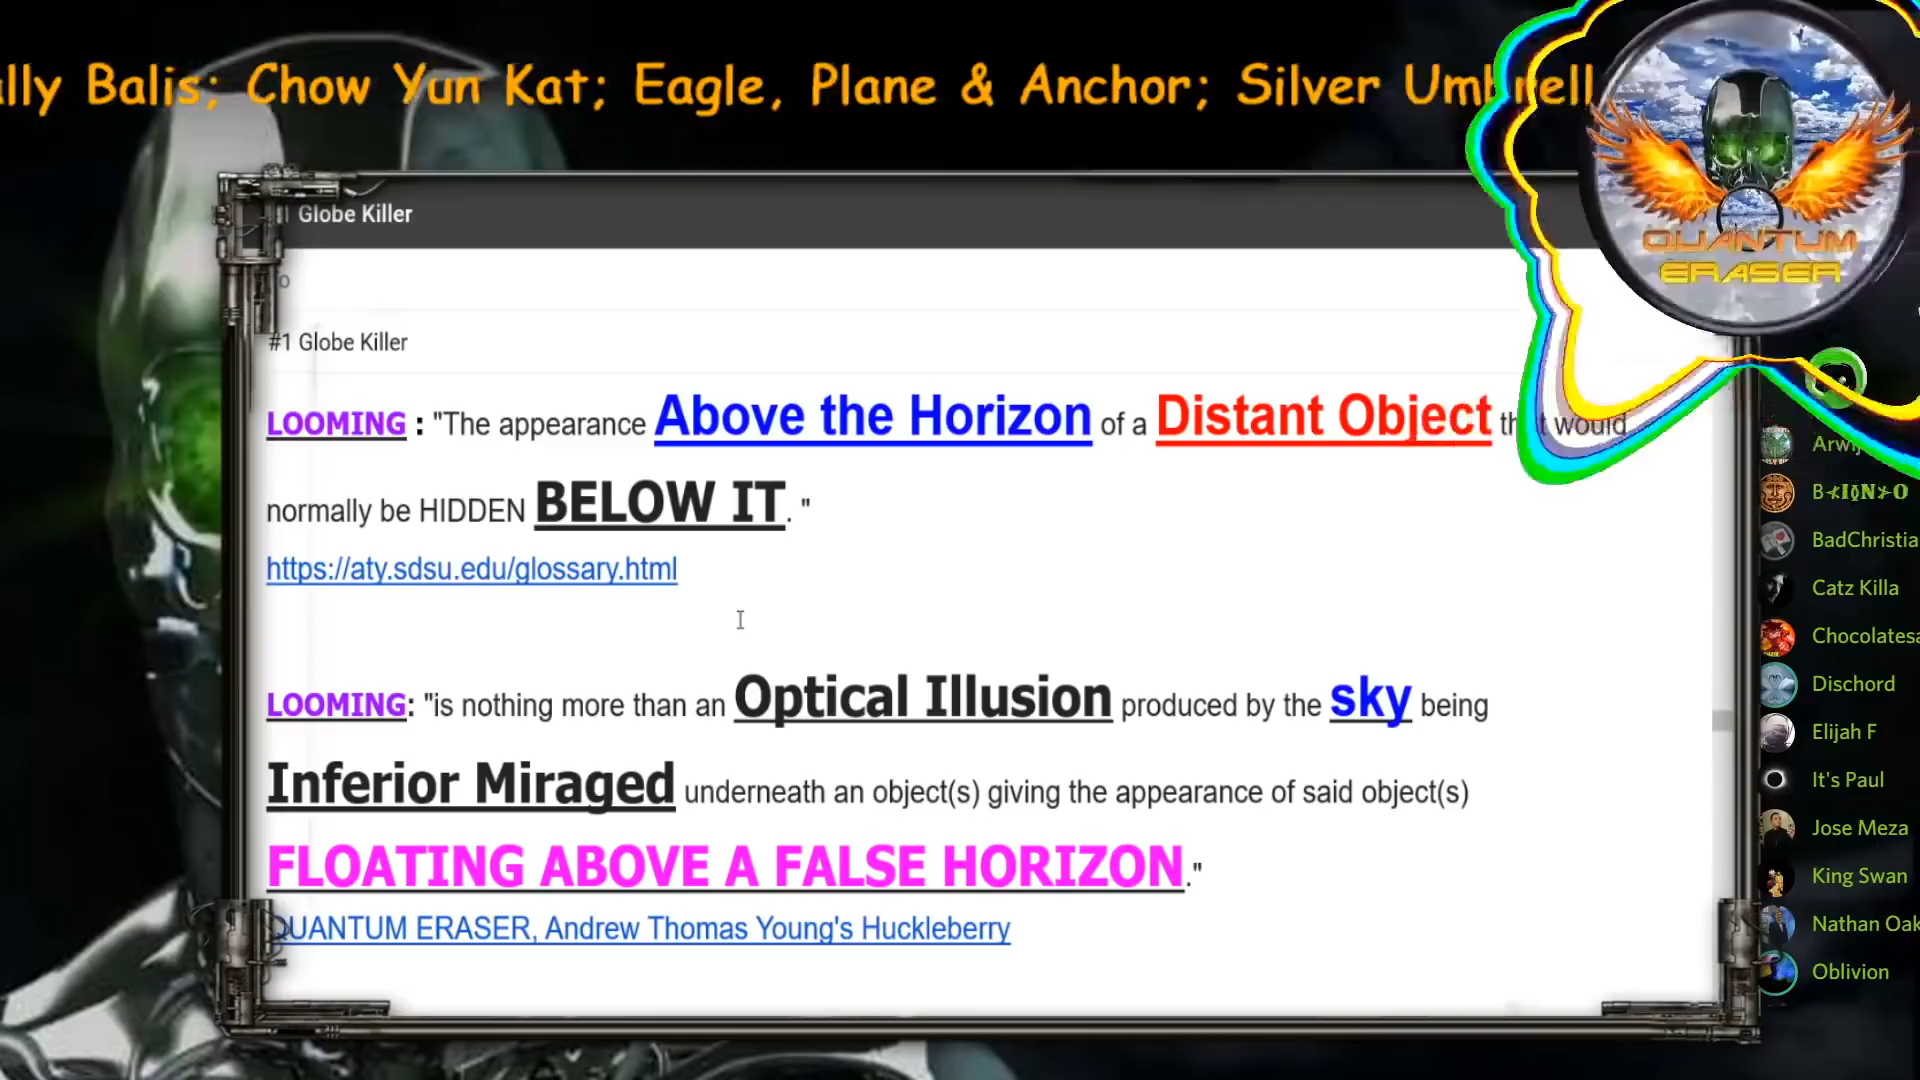 Balis; Chow Yun Kat; Eagle, Plane & Anchor; Silver
Globe Killer
#1 Globe Killer
LOOMING : "The appearance Above the Horizon of a Distant Object that would
normally be HIDDEN BELOW IT. "
https://aty.sdsu.edu/glossary.html
LOOMING: "is nothing more than an Optical Illusion produced by the sky being
Inferior Miraged underneath an object(s) giving the appearance of said object(s)
FLOATING ABOVE A FALSE HORIZON."
QUANTUM ERASER, Andrew Thomas Young's Huckleberry
QUANTUM
ERASER
BadChristia
Catz Killa
Dischord
Elijah F
It's Paul
Jose Meza
King Swan
Nathan Oak
Oblivion